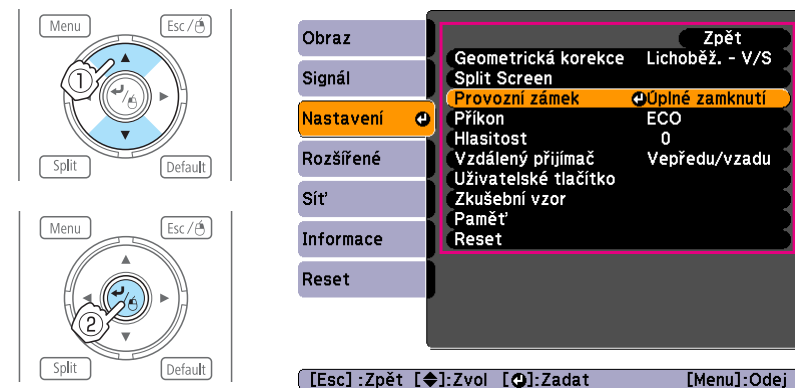 Menu
Esc/
1
Split
Default
Menu
Esc/
2
Split
Default
Obraz
Signál
Nastavení
Rozšířené
Síť
Informace
Reset
Zpět
Geometrická korekce Lichoběž. - V/S
Split Screen
Provozní zámek Úplné zamknutí
Příkon ECO
Hlasitost 0
Vzdálený přijímač Vepředu/vzadu
Uživatelské tlačítko
Zkušební vzor
Paměť
Reset
[Esc] :Zpět [◆]:Zvol [↵]:Zadat [Menu]:Odej